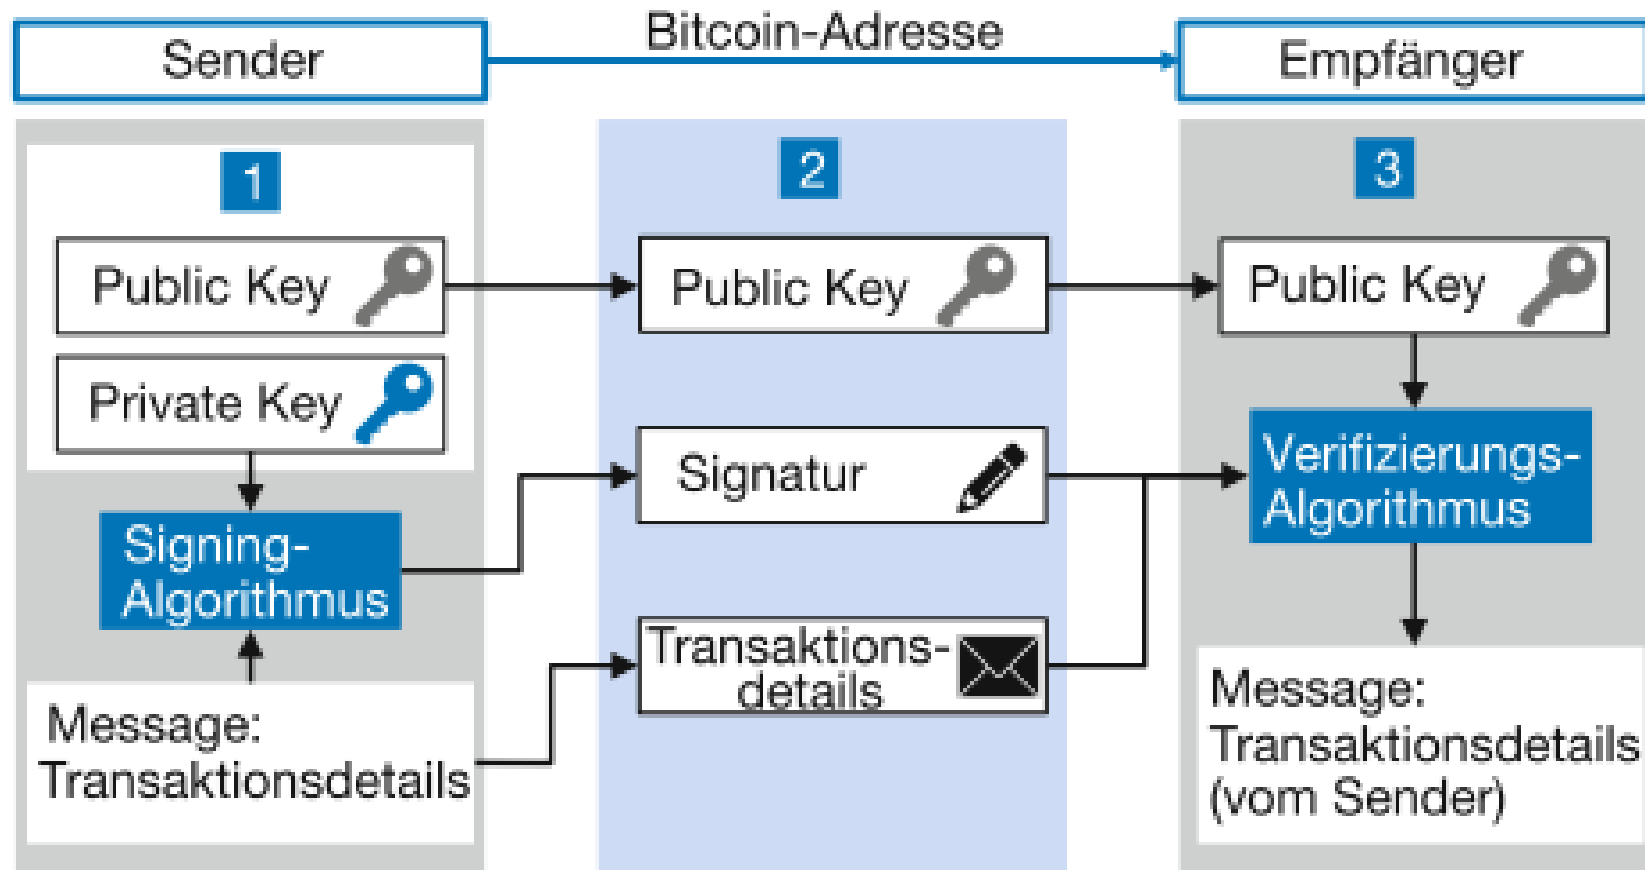 Sender
Bitcoin-Adresse
Empfänger
1
Public Key
Private Key
Signing-
Algorithmus
Message:
Transaktionsdetails
2
Public Key
Signatur
Transaktions-
details
3
Public Key
Verifizierungs-
Algorithmus
Message:
Transaktionsdetails
(vom Sender)